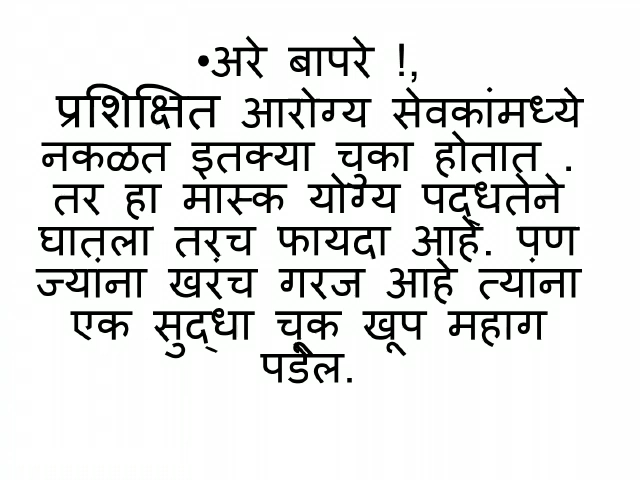 •अरे बापरे !,
प्रशिक्षित आरोग्य सेवकांमध्ये
नकळत इतक्या चुका होतात .
तर हा मास्क योग्य पद्धतेने
घातला तरच फायदा आहे. पण
ज्यांना खरंच गरज आहे त्यांना
एक सुद्धा चूक खूप महाग
पडेल.